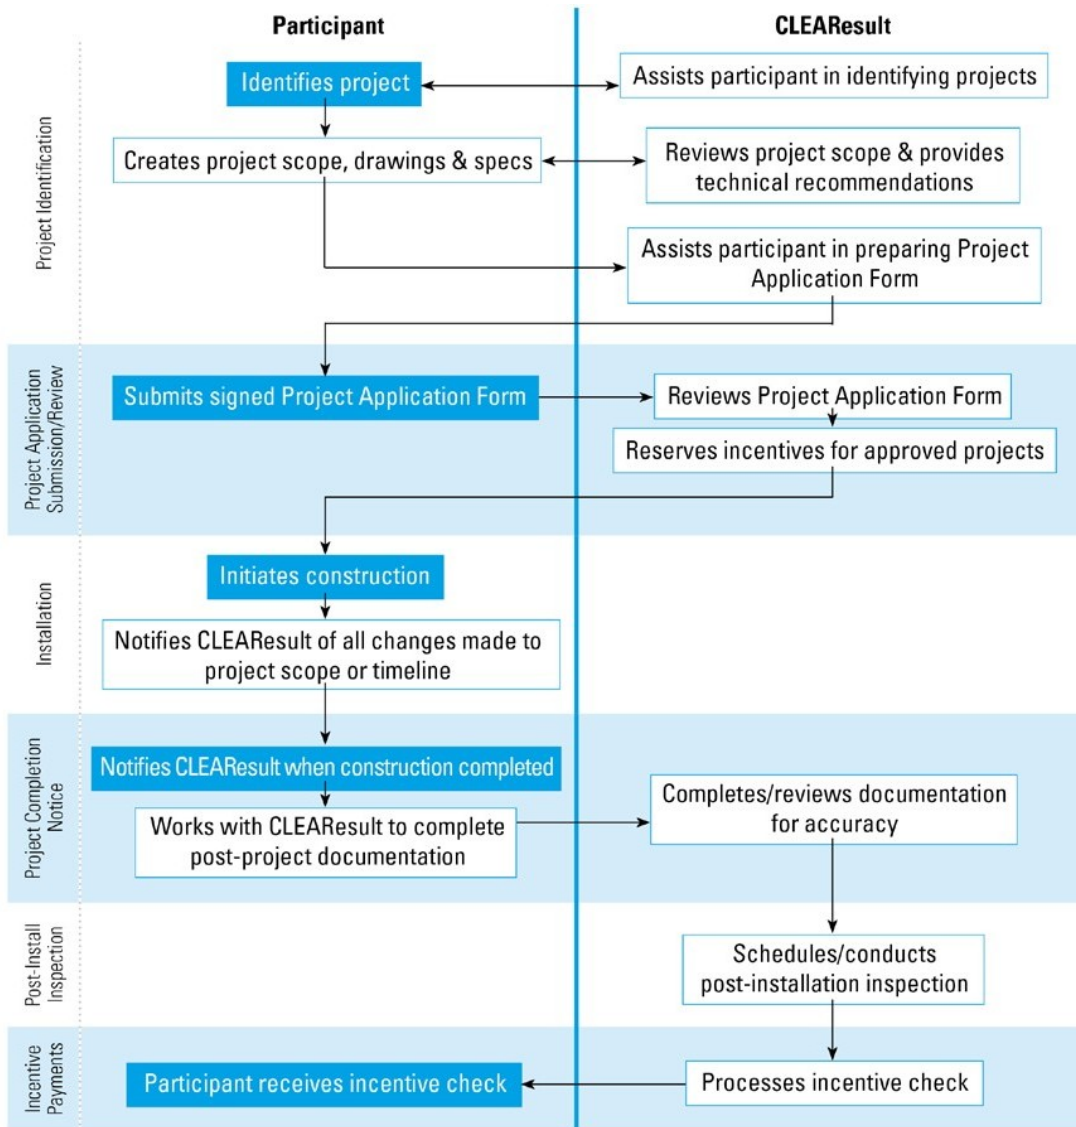 Participant
CLEAResult
Project Identification
Identifies project
Assists participant in identifying projects
Creates project scope, drawings & specs
Reviews project scope & provides
technical recommendations
Assists participant in preparing Project
Application Form
Project Application
Submission/Review
Submits signed Project Application Form
Reviews Project Application Form
Reserves incentives for approved projects
Installation
Initiates construction
Notifies CLEAResult of all changes made to
project scope or timeline
Project Completion
Notice
Notifies CLEAResult when construction completed
Works with CLEAResult to complete
post-project documentation
Completes/reviews documentation
for accuracy
Post-Install
Inspection
Schedules/conducts
post-installation inspection
Incentive
Payments
Participant receives incentive check
Processes incentive check